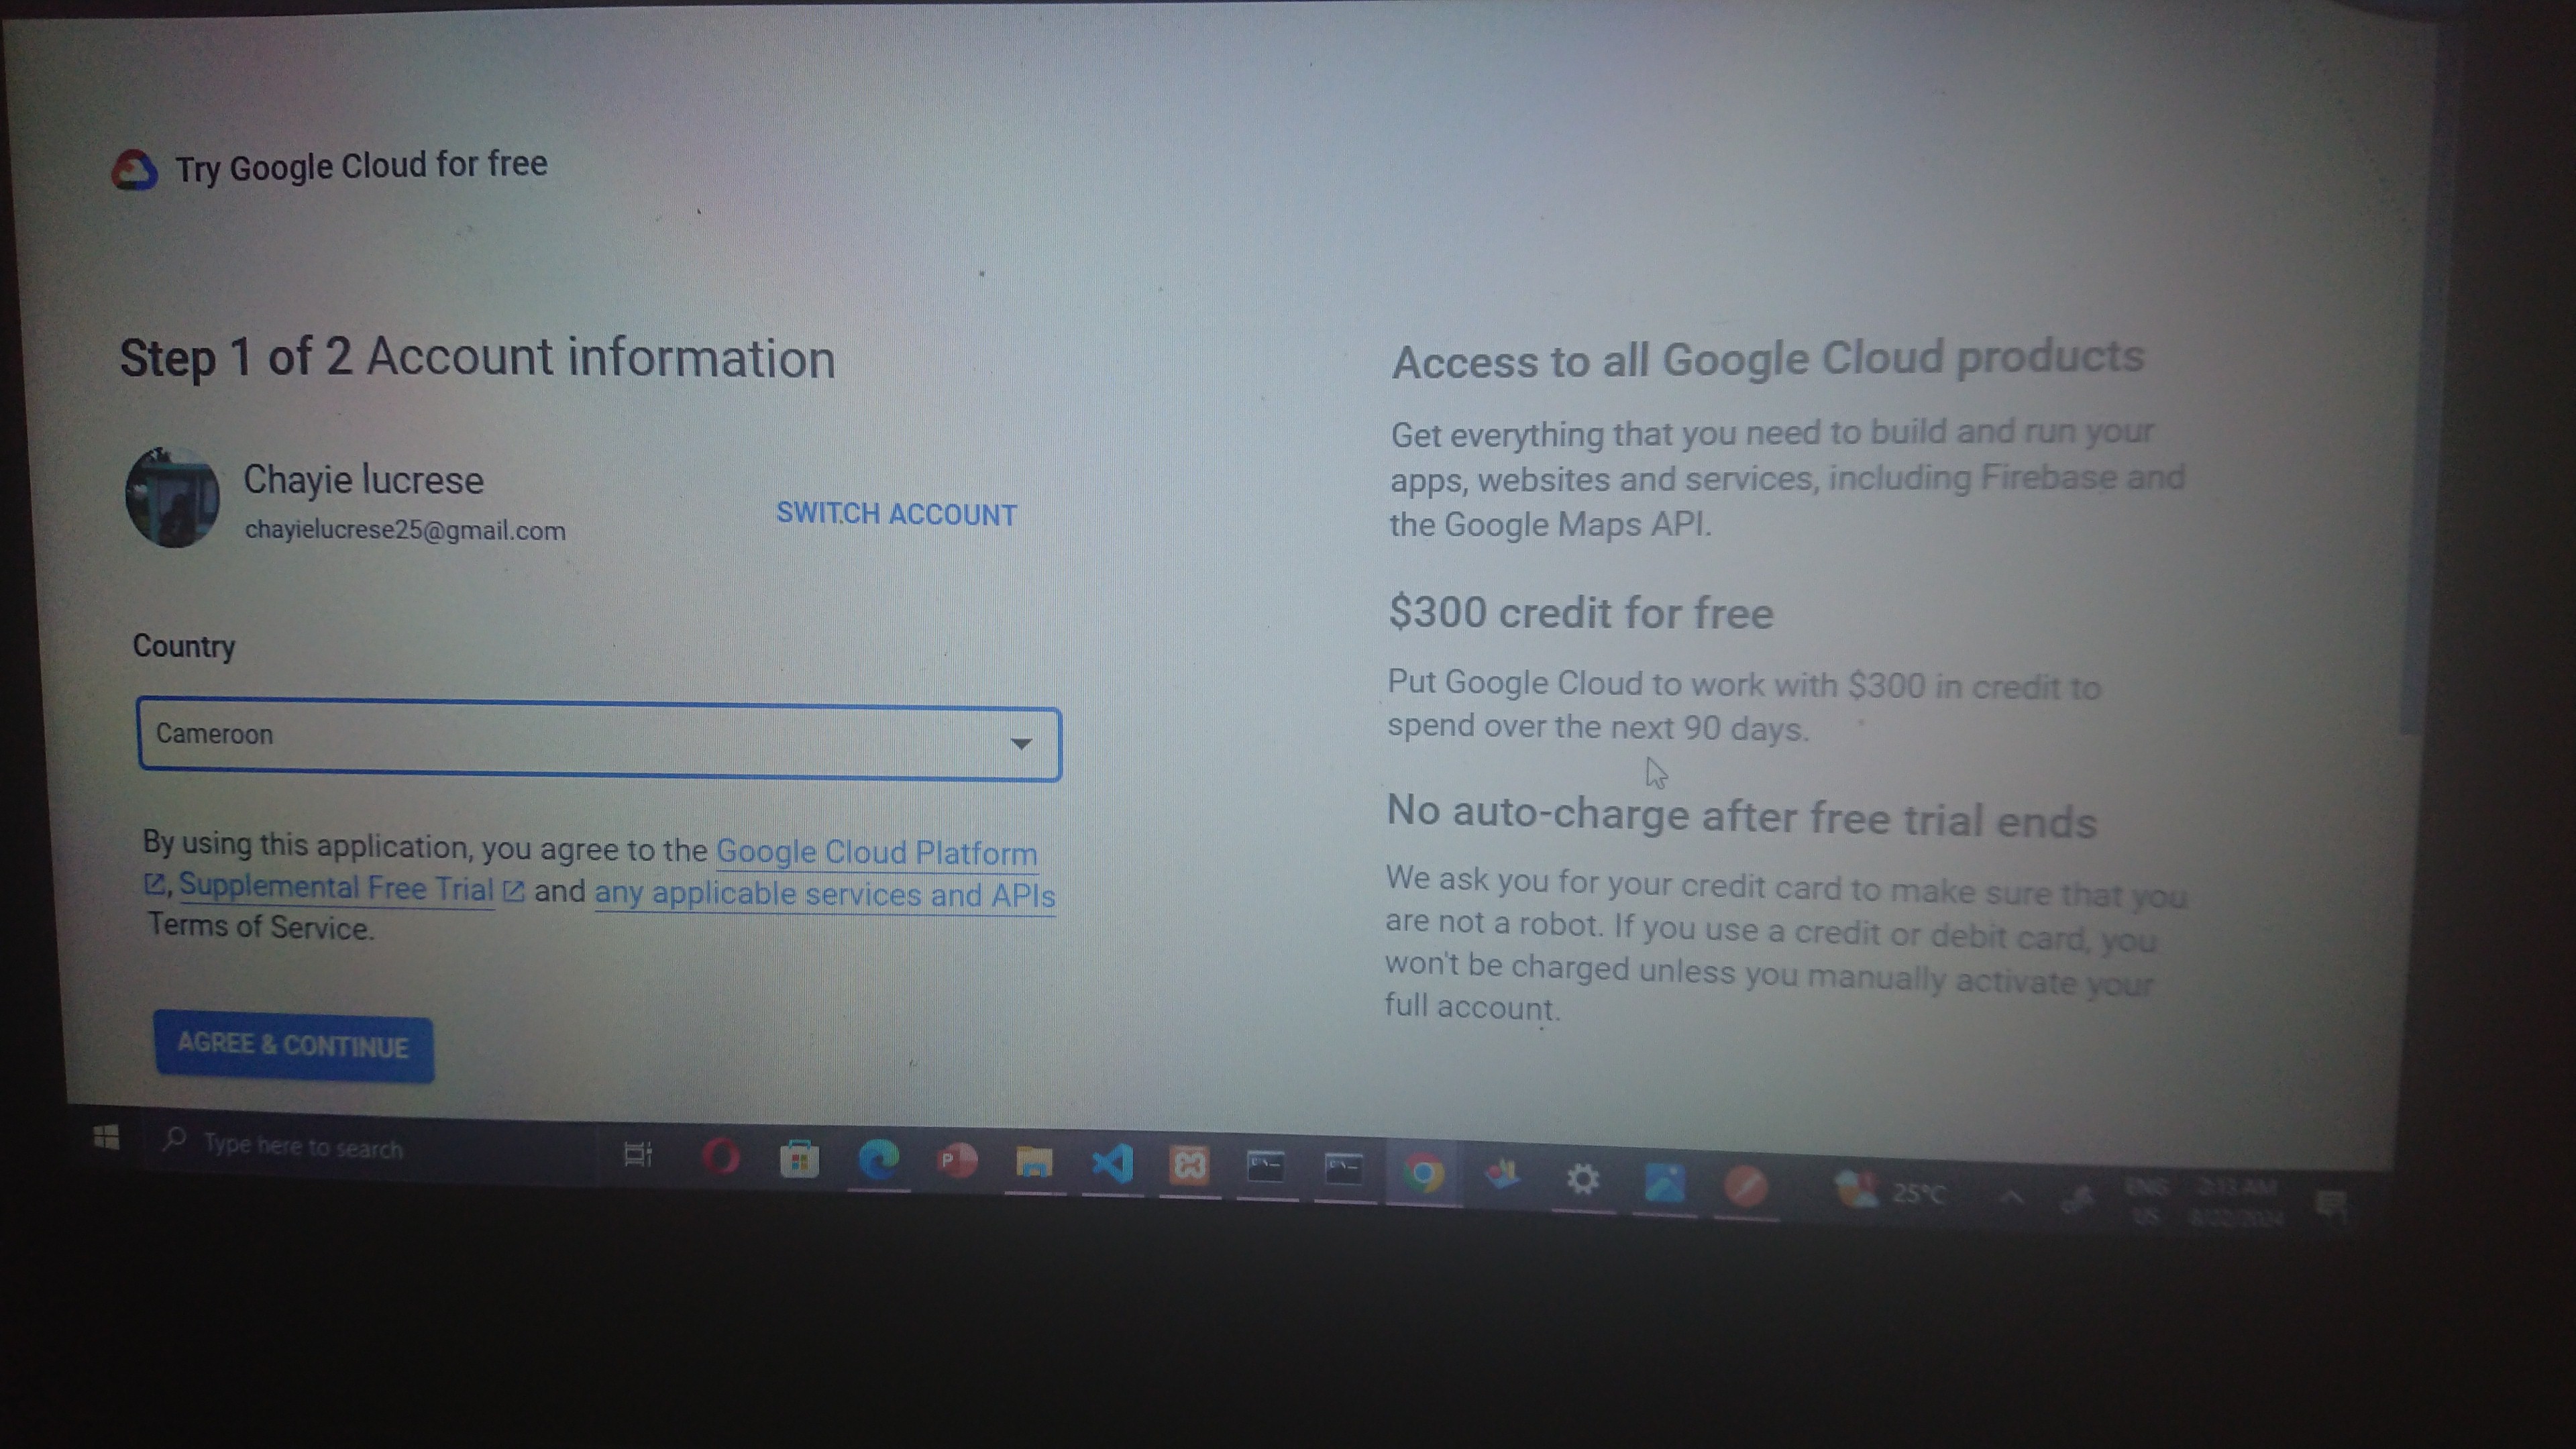 Try Google Cloud for free
Step 1 of 2 Account information
Chayie lucrese
chayielucrese25@gmail.com
SWITCH ACCOUNT
Country
Cameroon
By using this application, you agree to the Google Cloud Platform
, Supplemental Free Trial and any applicable services and APIs
Terms of Service.
AGREE & CONTINUE
Access to all Google Cloud products
Get everything that you need to build and run your
apps, websites and services, including Firebase and
the Google Maps API.
$300 credit for free
Put Google Cloud to work with $300 in credit to
spend over the next 90 days.
No auto-charge after free trial ends
We ask you for your credit card to make sure that you
are not a robot. If you use a credit or debit card, you
won't be charged unless you manually activate your
full account.
Type here to search
P
25°C
ENG
US